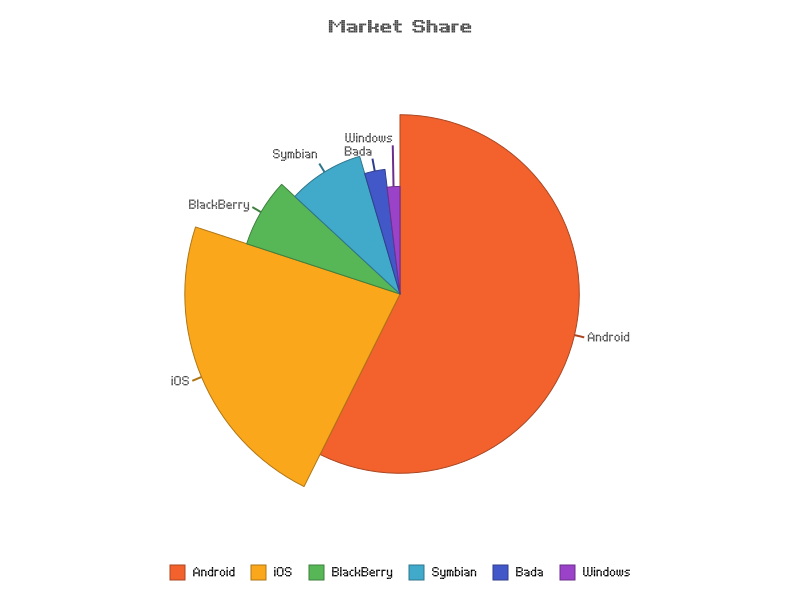 Market Share
Windows
Bada
Symbian
BlackBerry
Android
iOS
Android iOS BlackBerry Symbian Bada Windows